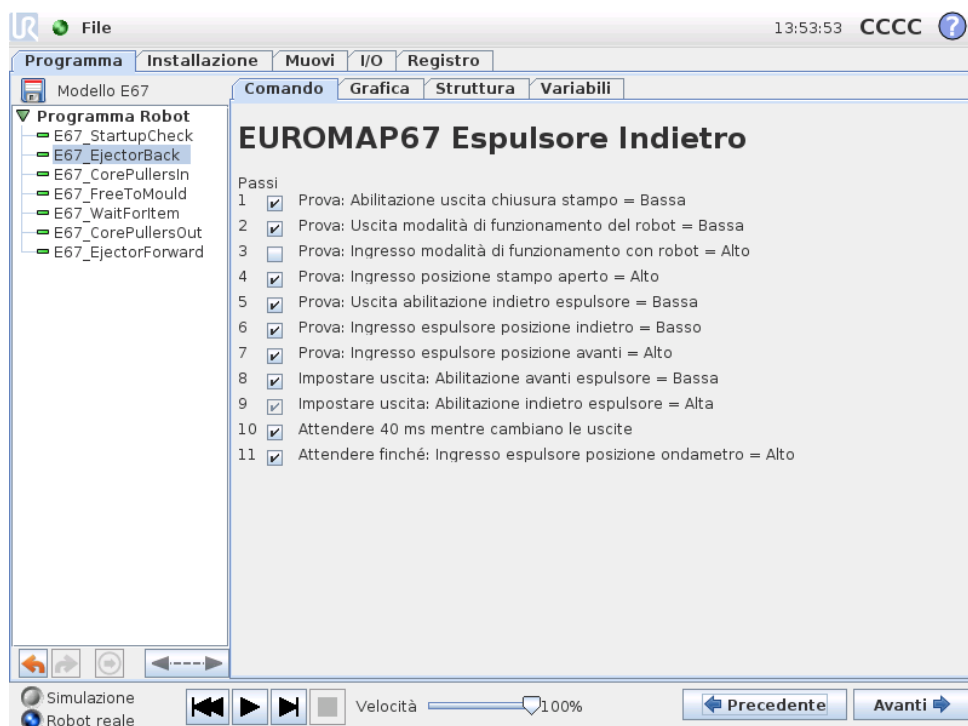 UR File 13:53:53 CCCC ?
Programma Installazione Muovi I/O Registro
Modello E67
Comando Grafica Struttura Variabili
Programma Robot
E67_StartupCheck
E67_EjectorBack
E67_CorePullersIn
E67_FreeToMould
E67_WaitForItem
E67_CorePullersOut
E67_EjectorForward
EUROMAP67 Espulsore Indietro
Passi
1 Prova: Abilitazione uscita chiusura stampo = Bassa
2 Prova: Uscita modalità di funzionamento del robot = Bassa
3 Prova: Ingresso modalità di funzionamento con robot = Alto
4 Prova: Ingresso posizione stampo aperto = Alto
5 Prova: Uscita abilitazione indietro espulsore = Bassa
6 Prova: Ingresso espulsore posizione indietro = Basso
7 Prova: Ingresso espulsore posizione avanti = Alto
8 Impostare uscita: Abilitazione avanti espulsore = Bassa
9 Impostare uscita: Abilitazione indietro espulsore = Alta
10 Attendere 40 ms mentre cambiano le uscite
11 Attendere finché: Ingresso espulsore posizione ondametro = Alto
Simulazione
Robot reale
Velocità 100%
Precedente Avanti